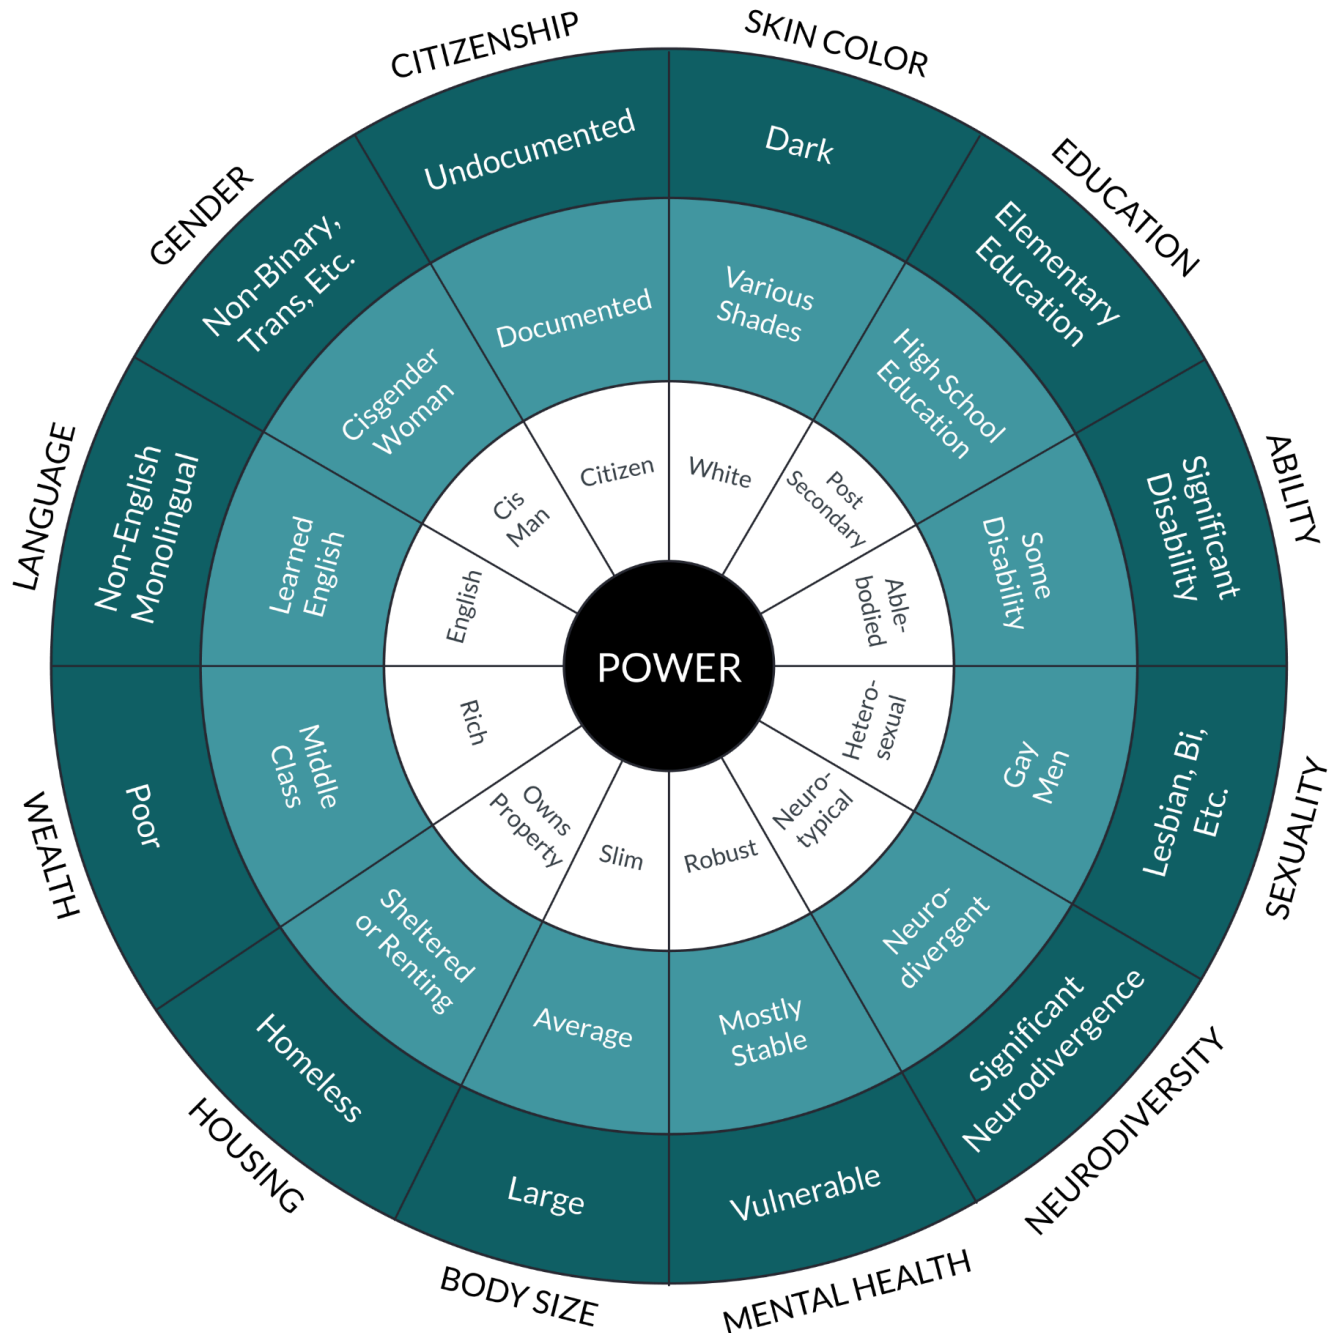 CITIZENSHIP
SKIN COLOR
EDUCATION
ABILITY
SEXUALITY
NEURODIVERSITY
MENTAL HEALTH
BODY SIZE
HOUSING
WEALTH
LANGUAGE
GENDER
Undocumented
Dark
Elementary
Education
Significant
Disability
Lesbian, Bi,
Etc.
Significant
Neurodivergence
Vulnerable
Large
Homeless
Poor
Non-English
Monolingual
Non-Binary,
Trans, Etc.
Documented
Various
Shades
High School
Education
Some
Disability
Gay
Men
Neuro-
divergent
Mostly
Stable
Average
Sheltered
or Renting
Middle
Class
Learned
English
Cisgender
Woman
Citizen
White
Post
Secondary
Able-
bodied
Hetero-
sexual
Neuro-
typical
Robust
Slim
Owns
Property
Rich
English
Cis
Man
POWER